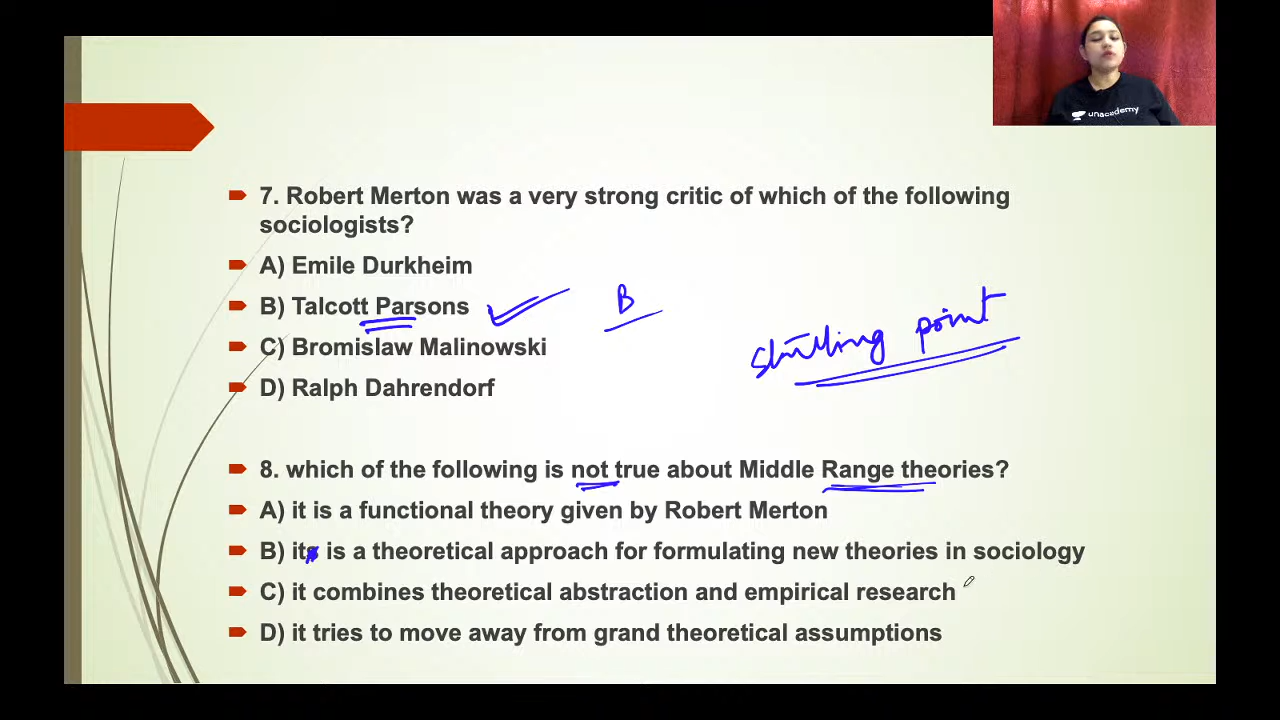 unacademy
7. Robert Merton was a very strong critic of which of the following
sociologists?
A) Emile Durkheim
B) Talcott Parsons
B
C) Bromislaw Malinowski
point
D) Ralph Dahrendorf
8. which of the following is not true about Middle Range theories?
A) it is a functional theory given by Robert Merton
B) it is a theoretical approach for formulating new theories in sociology
C) it combines theoretical abstraction and empirical research
D) it tries to move away from grand theoretical assumptions